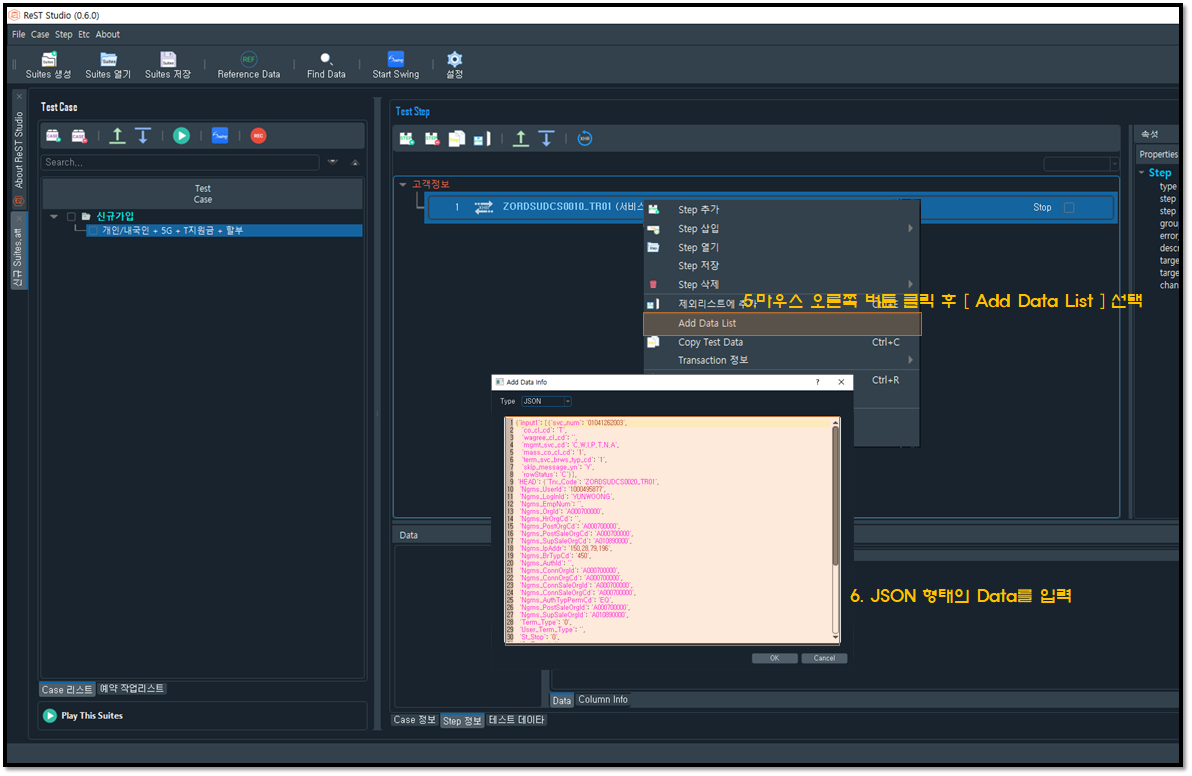 ReST Studio (0.6.0)
File Case Step Etc About
Suites 생성 Suites 열기 Suites 저장 Reference Data Find Data Start Swing 설정
REF
About ReST Studio
신규 Suites.att
Test Case
CASE CASE REC
Search...
Test
Case
신규가입
개인/내국인 + 5G + T지원금 + 할부
Case 리스트 예약 작업리스트
Play This Suites
Test Step
고객정보
1 ZORDSUDCS0010_TR01 (서비스
Stop
Step 추가
Step 삽입
Step 열기
Step 저장
Step 삭제
제외리스트에 추가
Add Data List
Copy Test Data Ctrl+C
Transaction 정보
Ctrl+R
5.마우스 오른쪽 버튼 클릭 후 [ Add Data List ] 선택
속성
Properties
Step
type
step
step
grou
error_
descr
targe
targe
chan
Add Data Info
? ×
Type JSON
1 {'input1': [{'svc_num': '01041262003',
2 'co_cl_cd': 'T',
3 'wagree_cl_cd': '',
4 'mgmt_svc_cd': 'C,W,I,P,T,N,A',
5 'mass_co_cl_cd': '1',
6 'term_svc_brws_typ_cd': '1',
7 'skip_message_yn': 'Y',
8 'rowStatus': 'C'}],
9 'HEAD': {'Trx_Code': 'ZORDSUDCS0020_TR01',
10 'Ngms_UserId': '1000495877',
11 'Ngms_LoginId': 'YIJNWOONG',
12 'Ngms_EmpNum': '',
13 'Ngms_OrgId': 'A000700000',
14 'Ngms_HrOrgCd': '',
15 'Ngms_PostOrgCd': 'A000700000',
16 'Ngms_PostSaleOrgCd': 'A000700000',
17 'Ngms_SupSaleOrgCd': 'A010890000',
18 'Ngms_IpAddr': '150.28.79.196',
19 'Ngms_BrTypCd': '450',
20 'Ngms_AuthId': '',
21 'Ngms_ConnOrgId': 'A000700000',
22 'Ngms_ConnOrgCd': 'A000700000',
23 'Ngms_ConnSaleOrgId': 'A000700000',
24 'Ngms_ConnSaleOrgCd': 'A000700000',
25 'Ngms_AuthTypPermCd': 'EQ',
26 'Ngms_PostSaleOrgId': 'A000700000',
27 'Ngms_SupSaleOrgId': 'A010890000',
28 'Term_Type': '0',
29 'User_Term_Type': '',
30 'St_Stop': '0',
OK Cancel
6. JSON 형태의 Data를 입력
Data
Data Column Info
Case 정보 Step 정보 테스트 데이타